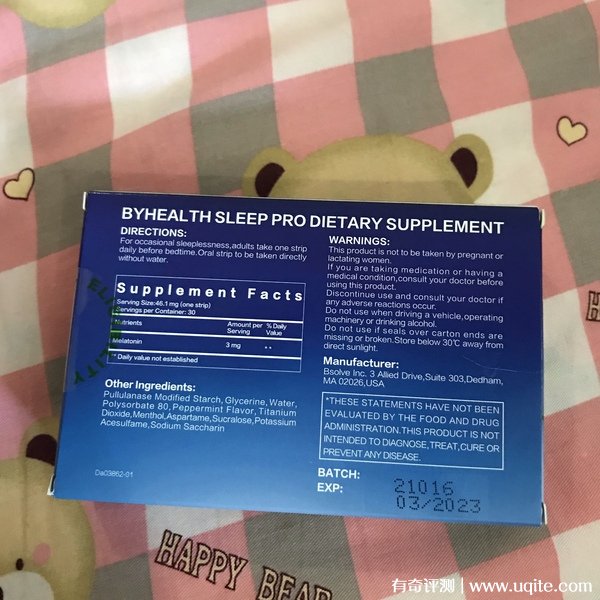 BYHEALTH SLEEP PRO DIETARY SUPPLEMENT
DIRECTIONS:
For occasional sleeplessness,adults take one strip
daily before bedtime.Oral strip to be taken directly
without water.
Supplement Facts
Serving Size:46.1 mg (one strip)
Servings per Container: 30
Nutrients Amount per Serving % Daily Value
Melatonin 3 mg **
** Daily value not established
Other Ingredients:
Pullulanase Modified Starch, Glycerine, Water,
Polysorbate 80, Peppermint Flavor, Titanium
Dioxide,Menthol,Aspartame,Sucralose,Potassium
Acesulfame,Sodium Saccharin
Da03862-01
WARNINGS:
This product is not to be taken by pregnant or
lactating women.
If you are taking medication or having a
medical condition,consult your doctor before
using this product.
Discontinue use and consult your doctor if
any adverse reactions occur.
Do not use when driving a vehicle,operating
machinery or drinking alcohol.
Do not use if seals over carton ends are
missing or broken.Store below 30℃ away from
direct sunlight.
Manufacturer:
Bsolve Inc. 3 Allied Drive,Suite 303,Dedham,
MA 02026,USA
*THESE STATEMENTS HAVE NOT BEEN
EVALUATED BY THE FOOD AND DRUG
ADMINISTRATION.THIS PRODUCT IS NOT
INTENDED TO DIAGNOSE,TREAT,CURE OR
PREVENT ANY DISEASE.
BATCH: 21016
EXP: 03/2023
HAPPY BEAR
有奇评测 | www.uqite.com